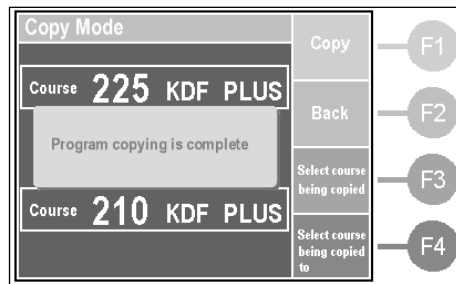 Copy Mode
Copy
F1
Course 225 KDF PLUS
Back
F2
Program copying is complete
Select course
being copied
F3
Course 210 KDF PLUS
Select course
being copied
to
F4